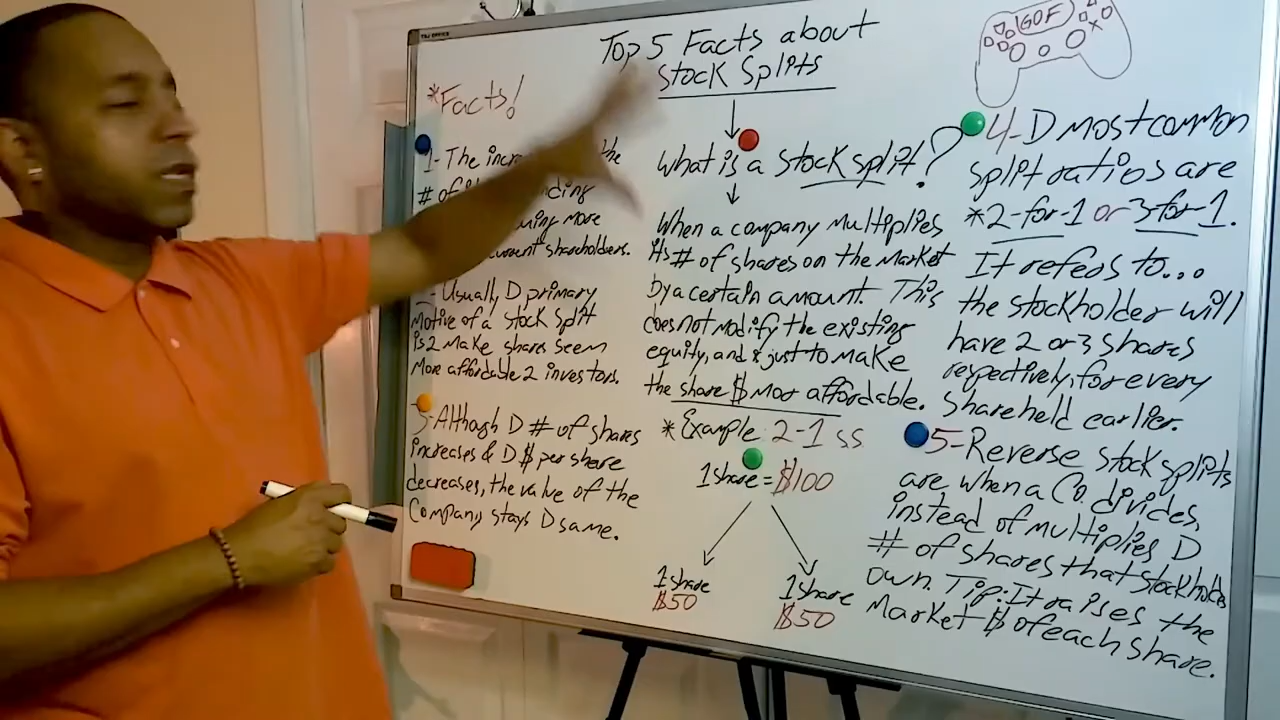 TRJ OFFICE
Top 5 Facts about
Stock Splits
GOF
*Facts!
1- The the
# of
more
current shareholders.
Usually D primary
Motive of a stock split
is 2 make shares seem
More affordable 2 investors.
3-Although D # of shares
increases & D $ per share
decreases, the value of the
Company stays D same.
What is a stock split?
When a company multiplies
its # of shares on the market
by a certain amount. This
does not modify the existing
equity, and just to make
the share $ mor affordable.
*Example 2-1 ss
1 share = $100
1 share
$50
1 share
$50
4-D most common
split ratios are
*2-for-1 or 3-for-1.
It refers to...
the stockholder will
have 2 or 3 shares
respectively, for every
share held earlier.
5-Reverse stock splits
are when a Co divides,
instead of multiplies D
# of shares that stockholds
own. Tip: It raises the
market $ of each share.